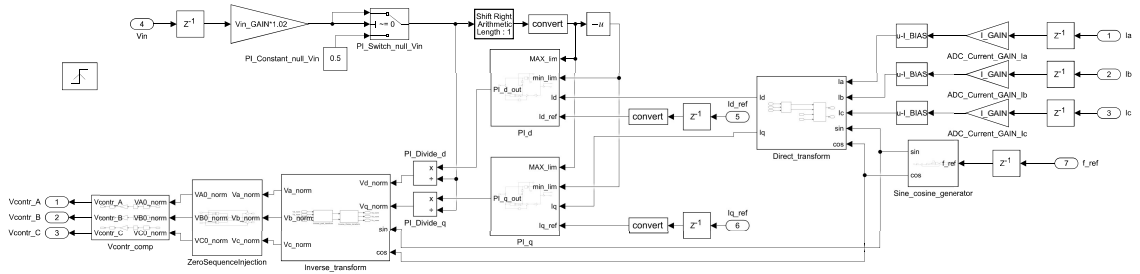 4
Vin
Z-1
Vin_GAIN*1.02
~= 0
PI_Switch_null_Vin
PI_Constant_null_Vin
0.5
Shift Right
Arithmetic
Length : 1
convert
-u
MAX_lim
min_lim
PI_d_out
Id
Id_ref
PI_d
MAX_lim
min_lim
PI_q_out
Iq
Iq_ref
PI_q
convert
Z-1
Id_ref
5
convert
Z-1
Iq_ref
6
Ia
Ib
Id
Ic
Iq
sin
cos
Direct_transform
u-I_BIAS
I_GAIN
ADC_Current_GAIN_Ia
Z-1
1
Ia
u-I_BIAS
I_GAIN
ADC_Current_GAIN_Ib
Z-1
2
Ib
u-I_BIAS
I_GAIN
ADC_Current_GAIN_Ic
Z-1
3
Ic
sin
f_ref
cos
Sine_cosine_generator
Z-1
7
f_ref
PI_Divide_d
x
÷
x
÷
PI_Divide_q
Vd_norm
Va_norm
Vq_norm
Vb_norm
sin
Vc_norm
cos
Inverse_transform
VA0_norm
Va_norm
VB0_norm
Vb_norm
VC0_norm
Vc_norm
ZeroSequenceInjection
Vcontr_A
VA0_norm
Vcontr_B
VB0_norm
Vcontr_C
VC0_norm
Vcontr_comp
Vcontr_A
1
Vcontr_B
2
Vcontr_C
3